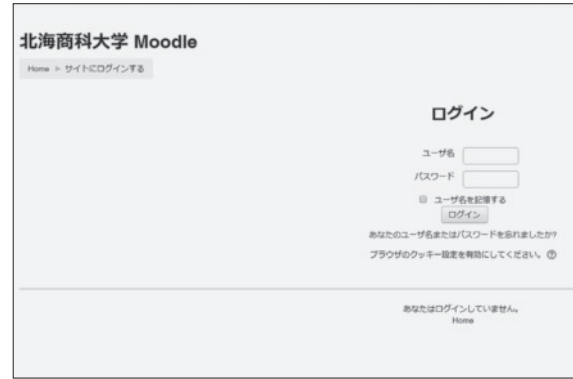 北海商科大学 Moodle
Home > サイトにログインする
ログイン
ユーザ名
パスワード
ユーザ名を記憶する
ログイン
あなたのユーザ名またはパスワードを忘れましたか?
ブラウザのクッキー設定を有効にしてください。
あなたはログインしていません。
Home